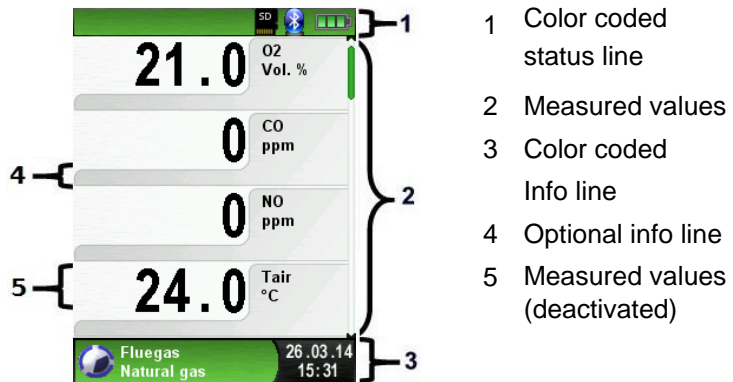 SD
1
21.0 O2
Vol. %
0 CO
ppm
4
2
0 NO
ppm
5
24.0 Tair
°C
Fluegas 26.03.14
Natural gas 15:31
3
1 Color coded
status line
2 Measured values
3 Color coded
Info line
4 Optional info line
5 Measured values
(deactivated)